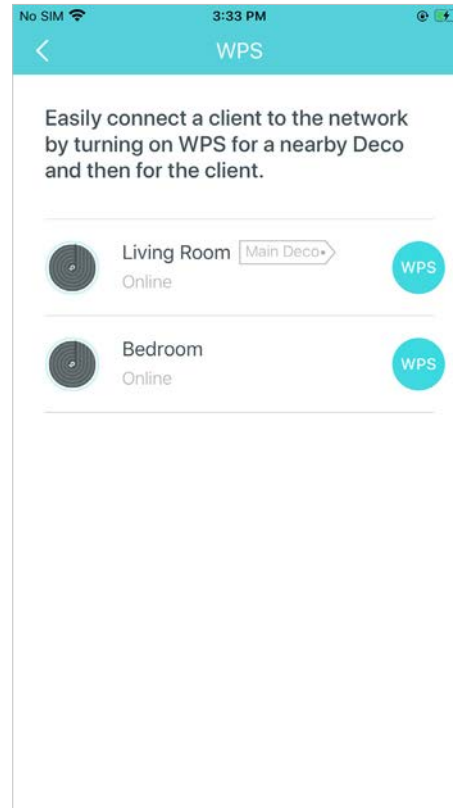 No SIM 3:33 PM
WPS
Easily connect a client to the network
by turning on WPS for a nearby Deco
and then for the client.
Living Room Main Deco
Online
WPS
Bedroom
Online
WPS